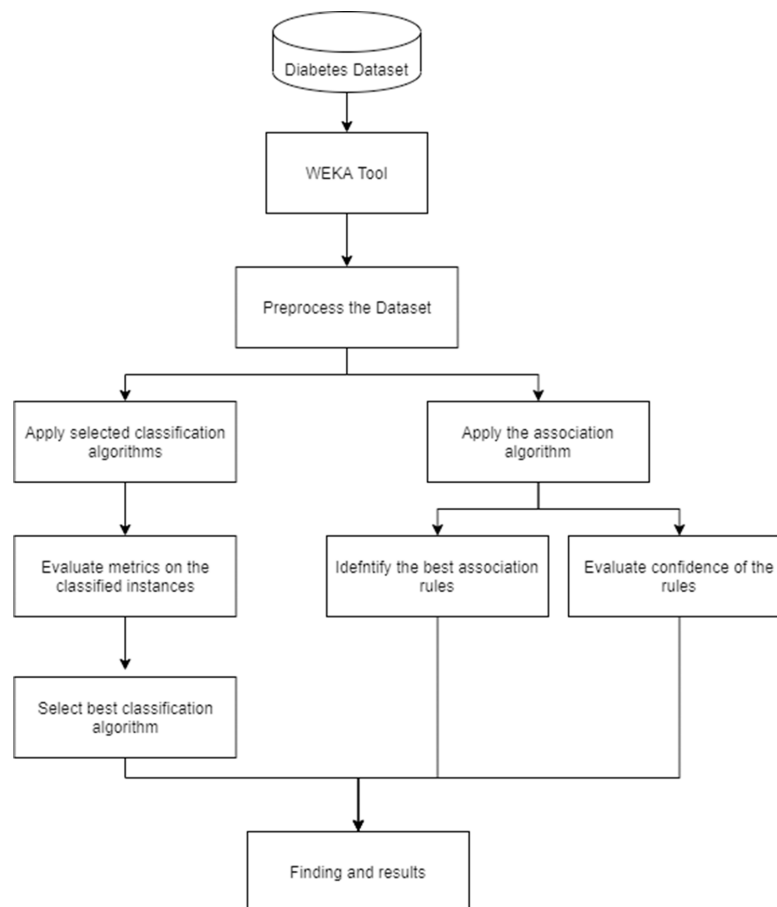 Diabetes Dataset
WEKA Tool
Preprocess the Dataset
Apply selected classification
algorithms
Apply the association
algorithm
Evaluate metrics on the
classified instances
Idefntify the best association
rules
Evaluate confidence of the
rules
Select best classification
algorithm
Finding and results